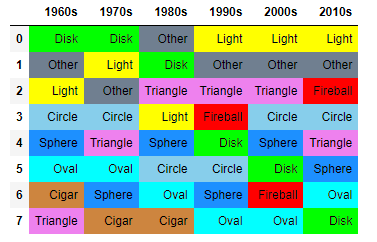 1960s 1970s 1980s 1990s 2000s 2010s
0 Disk Disk Other Light Light Light
1 Other Light Disk Other Other Other
2 Light Other Triangle Triangle Triangle Fireball
3 Circle Circle Light Fireball Circle Circle
4 Sphere Triangle Sphere Disk Sphere Triangle
5 Oval Oval Circle Circle Disk Sphere
6 Cigar Sphere Oval Sphere Fireball Oval
7 Triangle Cigar Cigar Oval Oval Disk